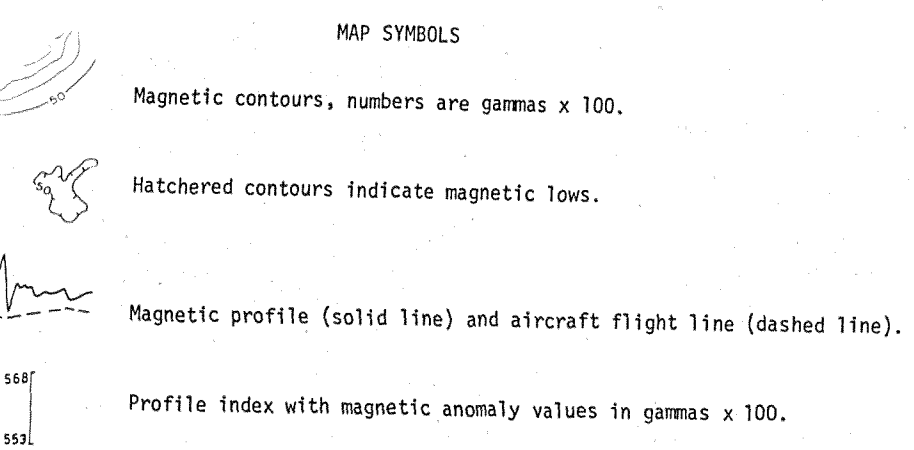 MAP SYMBOLS
50
Magnetic contours, numbers are gammas x 100.
50
Hatchered contours indicate magnetic lows.
Magnetic profile (solid line) and aircraft flight line (dashed line).
568
Profile index with magnetic anomaly values in gammas x 100.
553